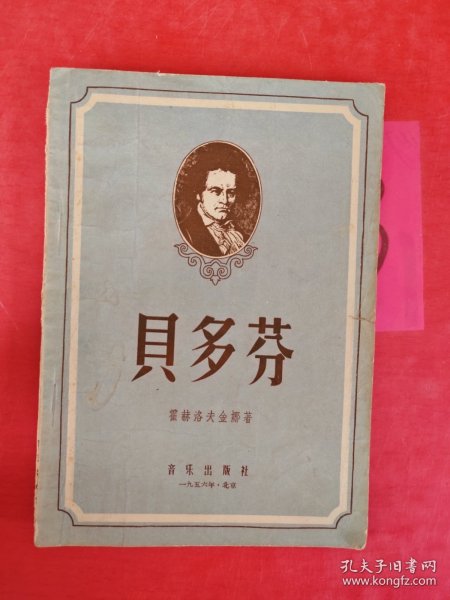 貝多芬
霍赫洛夫金娜著
音乐出版社
一九五六年·北京
孔夫子旧书网
www.kongfz.com